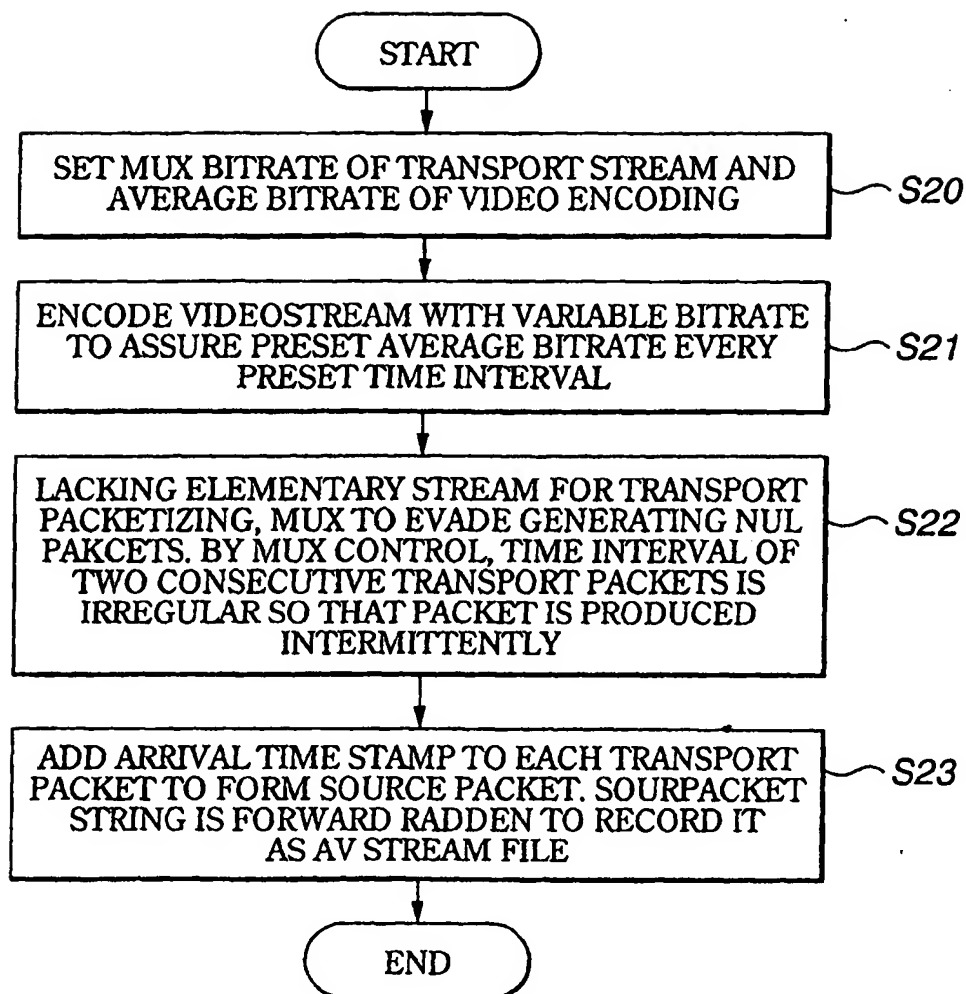 START
SET MUX BITRATE OF TRANSPORT STREAM AND
AVERAGE BITRATE OF VIDEO ENCODING
S20
ENCODE VIDEOSTREAM WITH VARIABLE BITRATE
TO ASSURE PRESET AVERAGE BITRATE EVERY
PRESET TIME INTERVAL
S21
LACKING ELEMENTARY STREAM FOR TRANSPORT
PACKETIZING, MUX TO EVADE GENERATING NUL
PAKCETS. BY MUX CONTROL, TIME INTERVAL OF
TWO CONSECUTIVE TRANSPORT PACKETS IS
IRREGULAR SO THAT PACKET IS PRODUCED
INTERMITTENTLY
S22
ADD ARRIVAL TIME STAMP TO EACH TRANSPORT
PACKET TO FORM SOURCE PACKET. SOURPACKET
STRING IS FORWARD RADDEN TO RECORD IT
AS AV STREAM FILE
S23
END